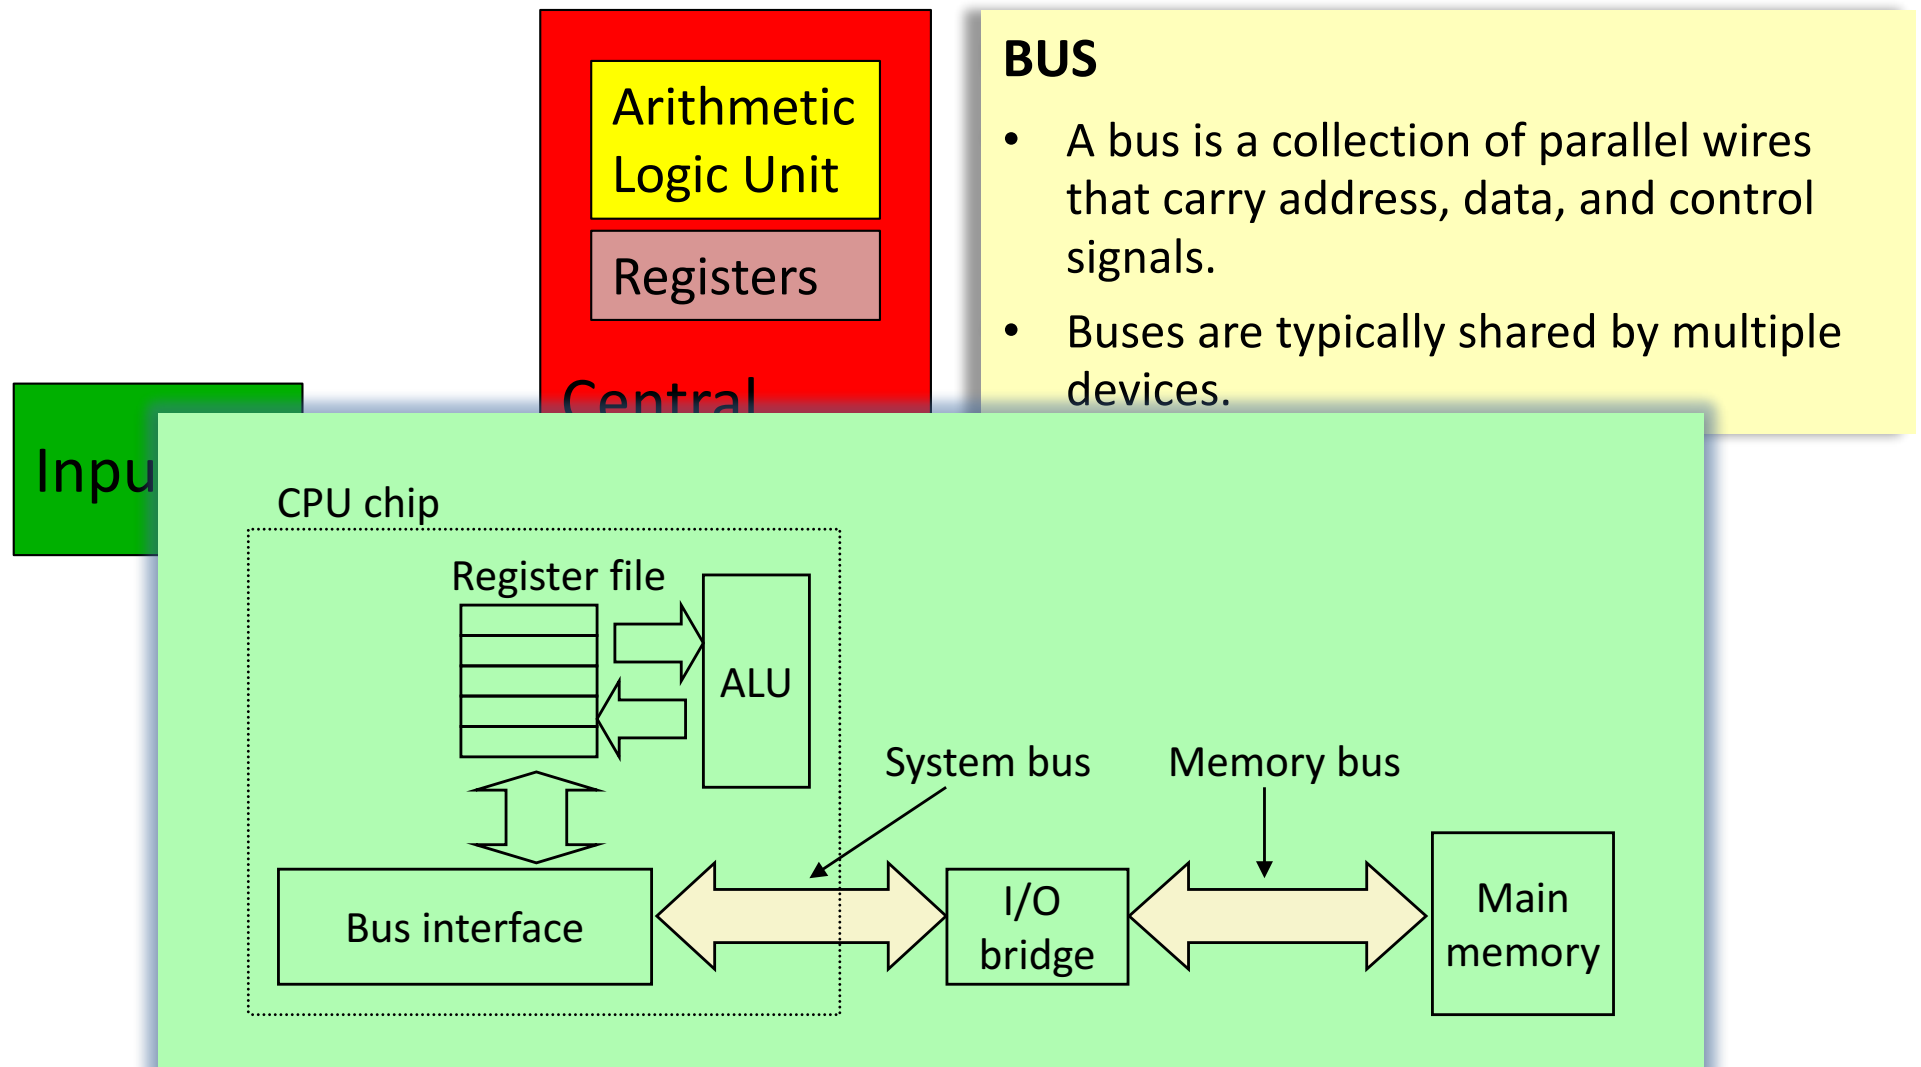 Arithmetic
Logic Unit
Registers
Central
BUS
• A bus is a collection of parallel wires
that carry address, data, and control
signals.
• Buses are typically shared by multiple
devices.
Inpu
CPU chip
Register file
ALU
System bus
Memory bus
Bus interface
I/O
bridge
Main
memory